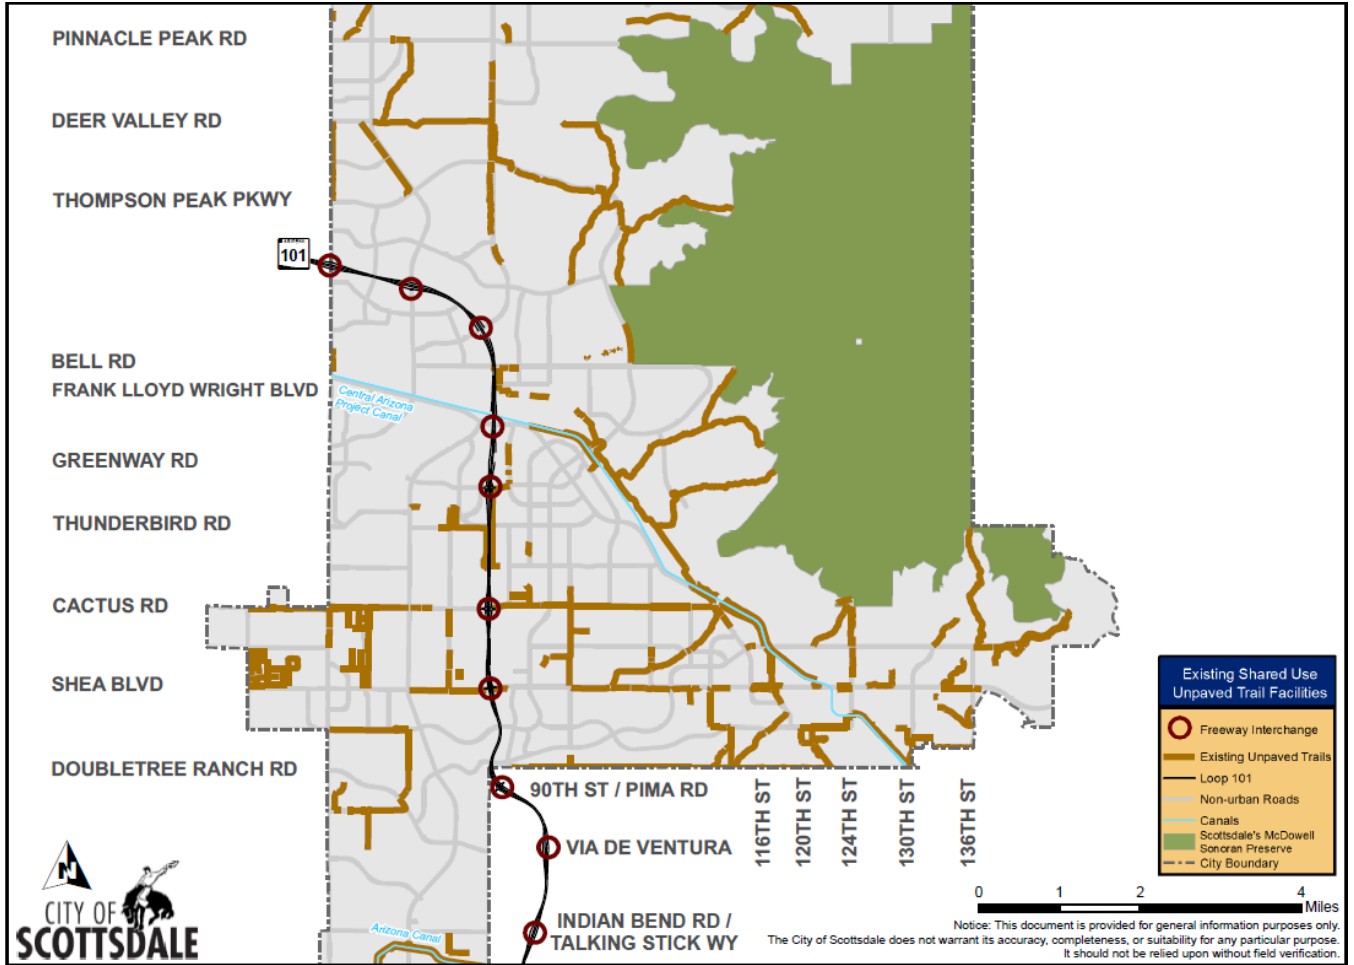 PINNACLE PEAK RD
DEER VALLEY RD
THOMPSON PEAK PKWY
101
BELL RD
FRANK LLOYD WRIGHT BLVD
Central Arizona
Project Canal
GREENWAY RD
THUNDERBIRD RD
CACTUS RD
SHEA BLVD
DOUBLETREE RANCH RD
90TH ST / PIMA RD
VIA DE VENTURA
INDIAN BEND RD /
TALKING STICK WY
116TH ST
120TH ST
124TH ST
130TH ST
136TH ST
Arizona Canal
N
CITY OF
SCOTTSDALE
Existing Shared Use
Unpaved Trail Facilities
Freeway Interchange
Existing Unpaved Trails
Loop 101
Non-urban Roads
Canals
Scottsdale's McDowell
Sonoran Preserve
City Boundary
0 1 2 4
Miles
Notice: This document is provided for general information purposes only.
The City of Scottsdale does not warrant its accuracy, completeness, or suitability for any particular purpose.
It should not be relied upon without field verification.